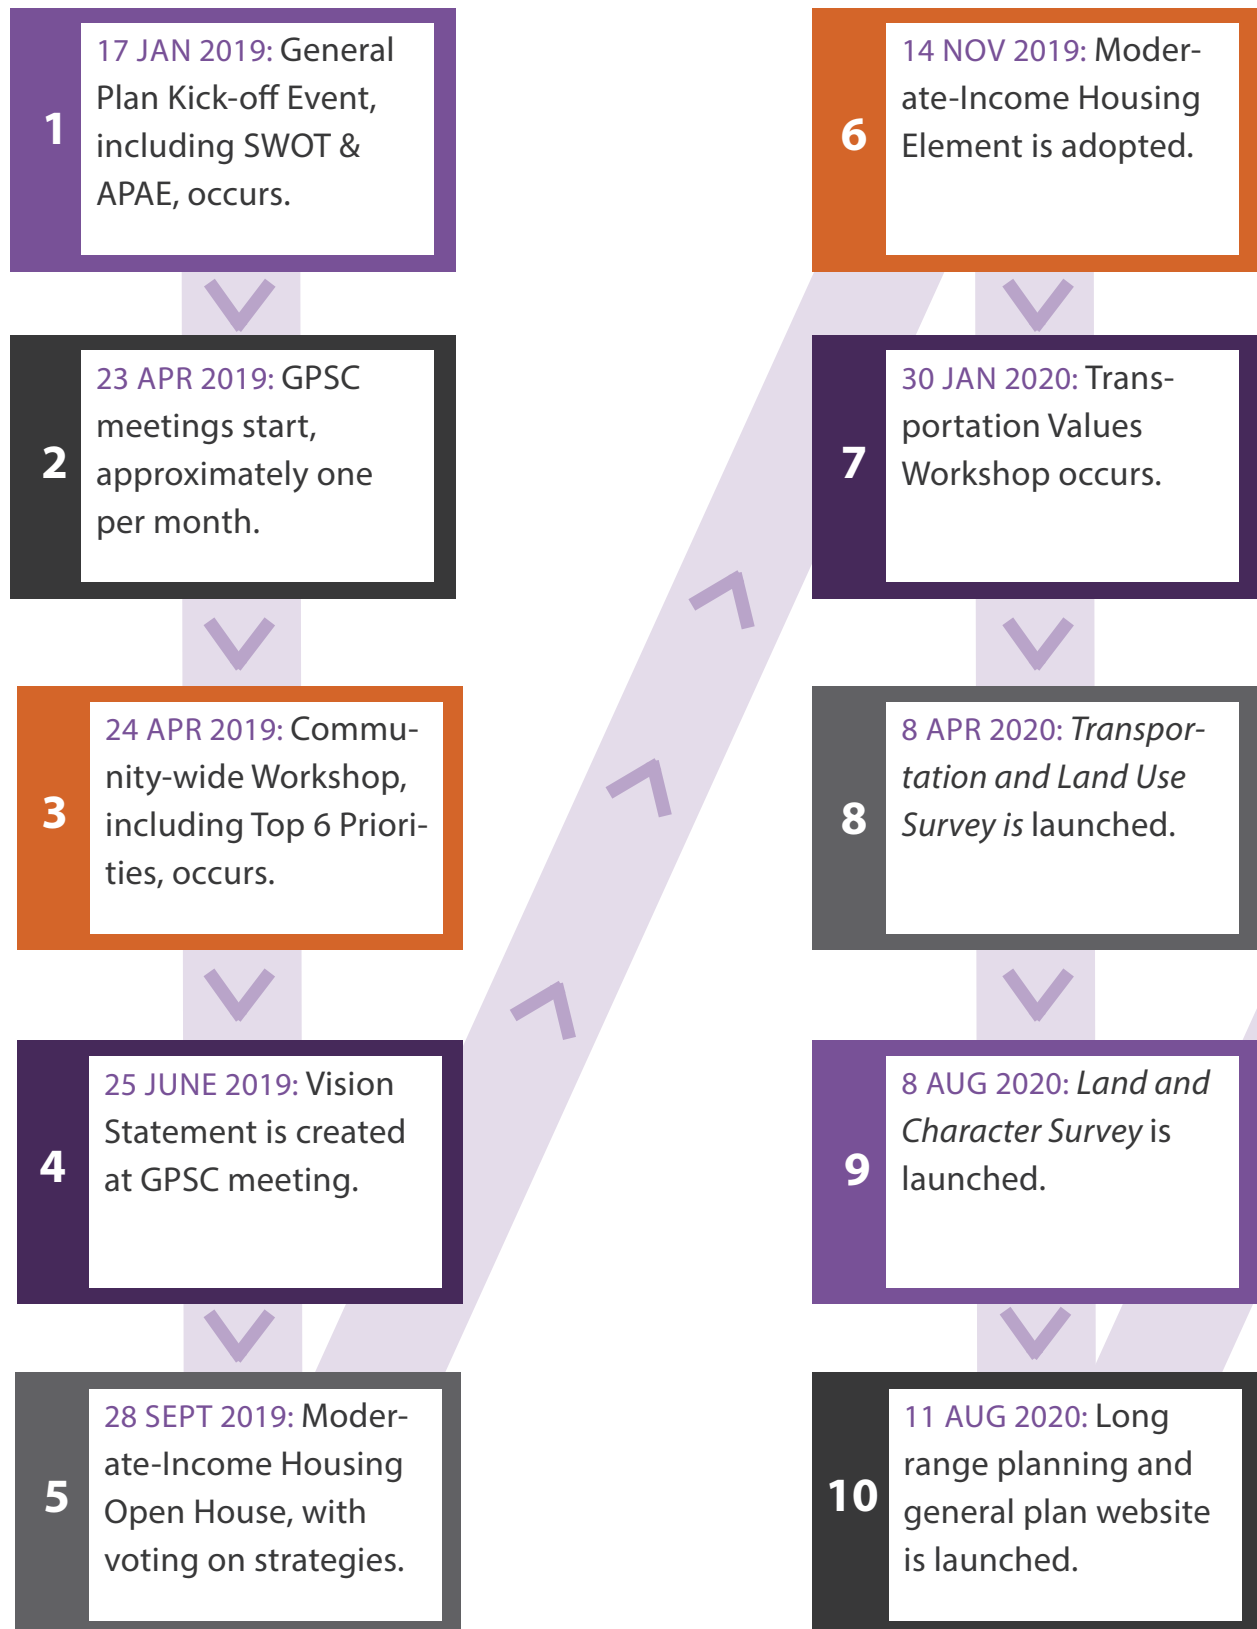 1
17 JAN 2019: General
Plan Kick-off Event,
including SWOT &
APAE, occurs.
2
23 APR 2019: GPSC
meetings start,
approximately one
per month.
3
24 APR 2019: Commu-
nity-wide Workshop,
including Top 6 Priori-
ties, occurs.
4
25 JUNE 2019: Vision
Statement is created
at GPSC meeting.
5
28 SEPT 2019: Moder-
ate-Income Housing
Open House, with
voting on strategies.
6
14 NOV 2019: Moder-
ate-Income Housing
Element is adopted.
7
30 JAN 2020: Trans-
portation Values
Workshop occurs.
8
8 APR 2020: Transpor-
tation and Land Use
Survey is launched.
9
8 AUG 2020: Land and
Character Survey is
launched.
10
11 AUG 2020: Long
range planning and
general plan website
is launched.